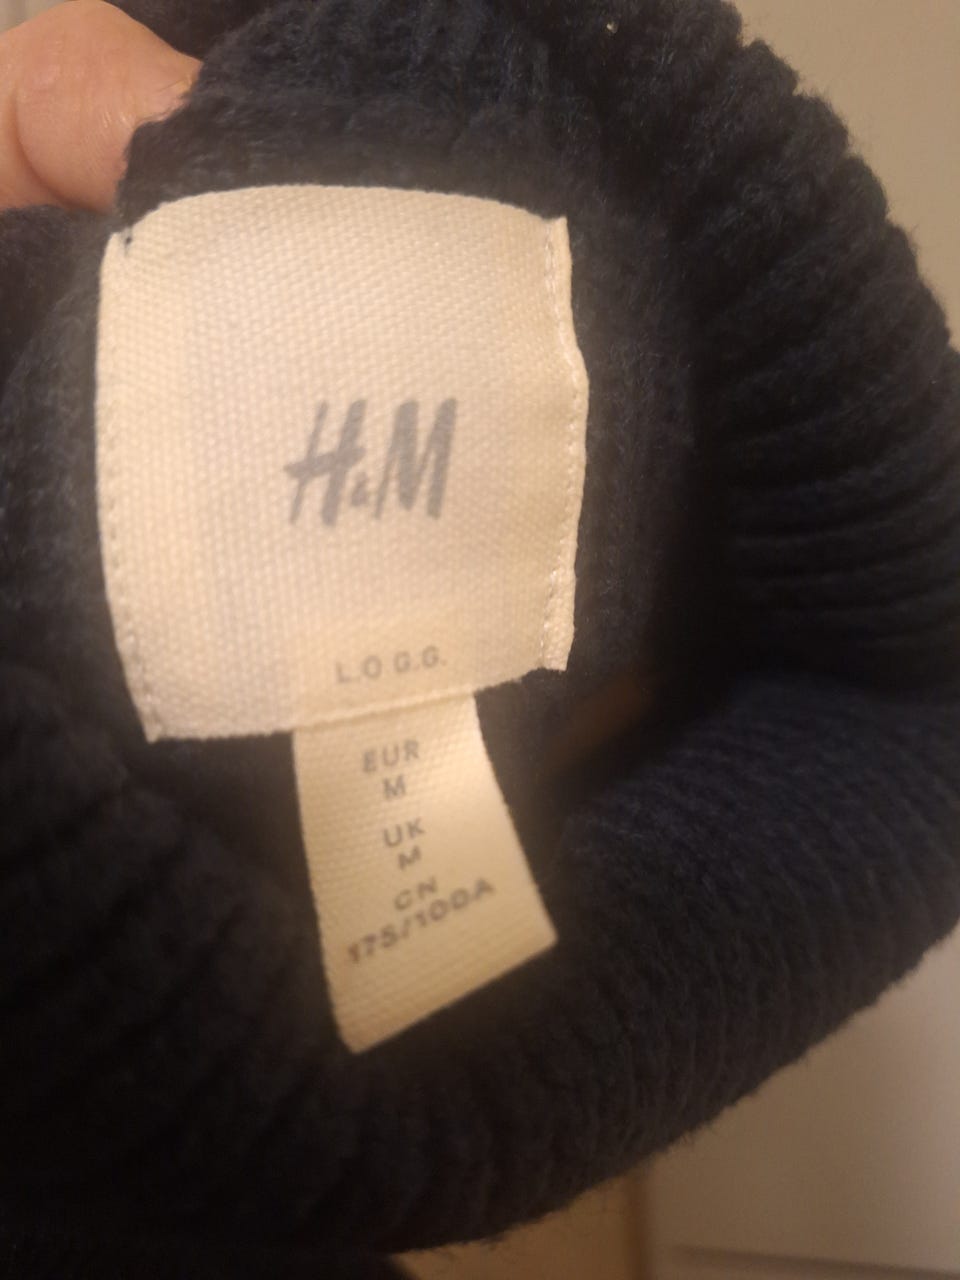 H&M
L.O.G.G.
EUR
M
UK
M
CN
175/100A